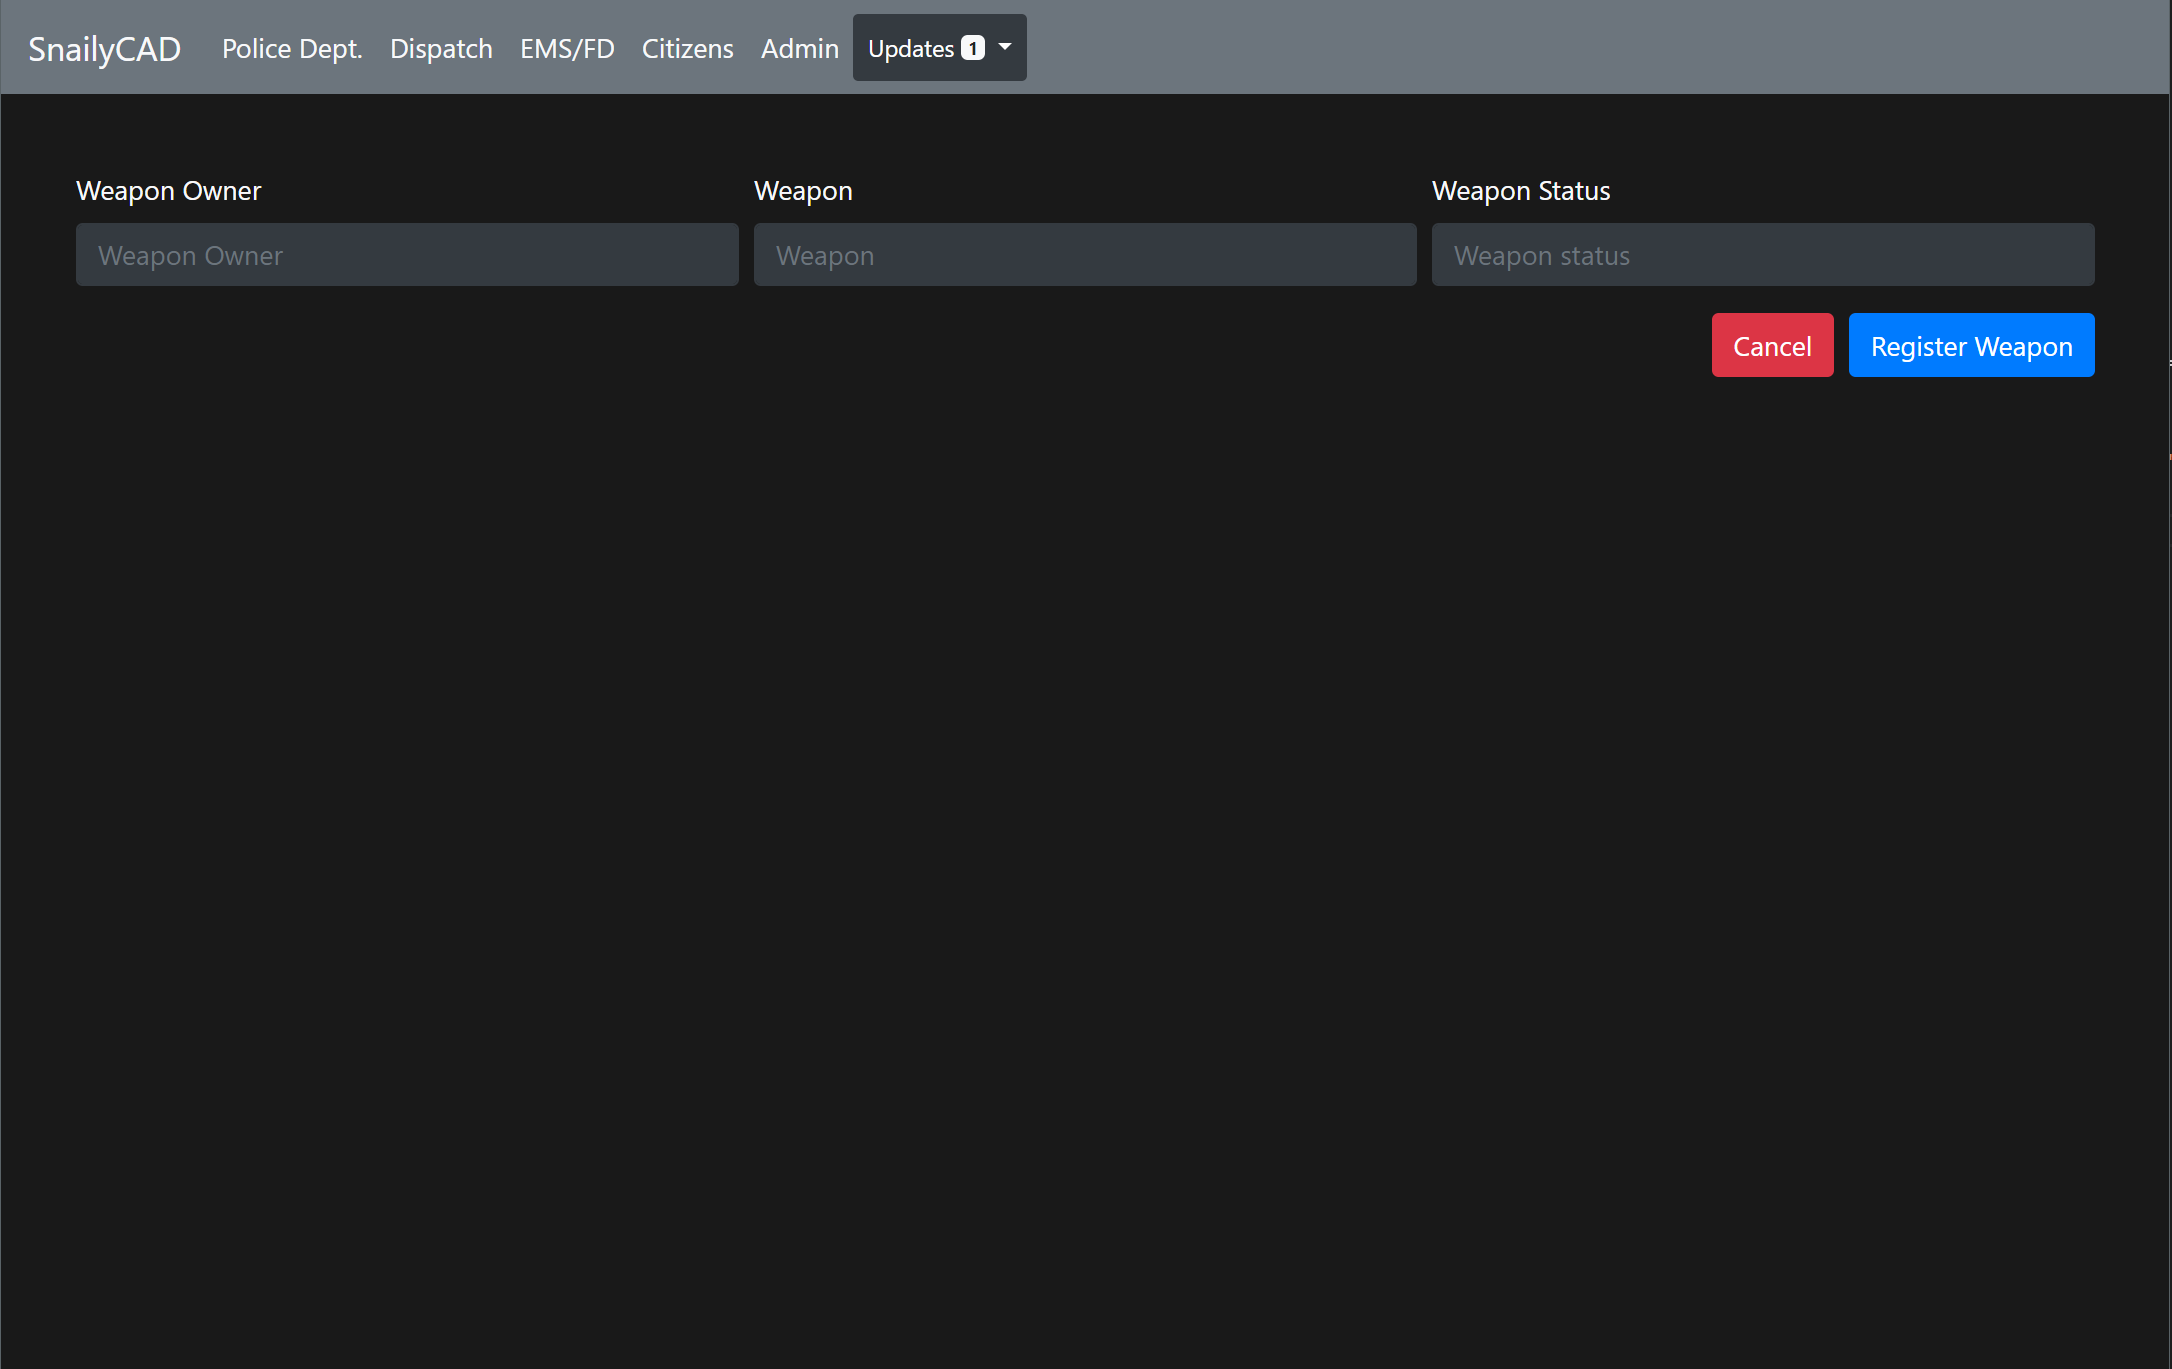 SnailyCAD Police Dept. Dispatch EMS/FD Citizens Admin Updates 1
Weapon Owner Weapon Weapon Status
Weapon Owner Weapon Weapon status
Cancel Register Weapon